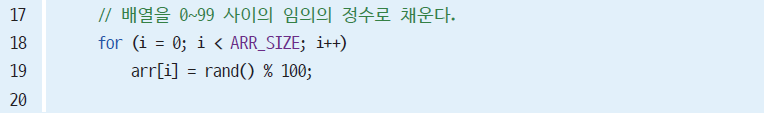 17 // 배열을 0~99 사이의 임의의 정수로 채운다.
18 for (i = 0; i < ARR_SIZE; i++)
19 arr[i] = rand() % 100;
20